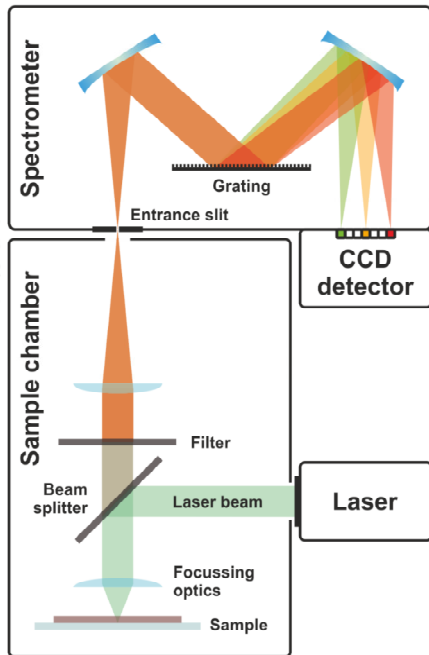 Spectrometer
Grating
Entrance slit
CCD
detector
Sample chamber
Filter
Beam
splitter
Laser beam
Laser
Focussing
optics
Sample